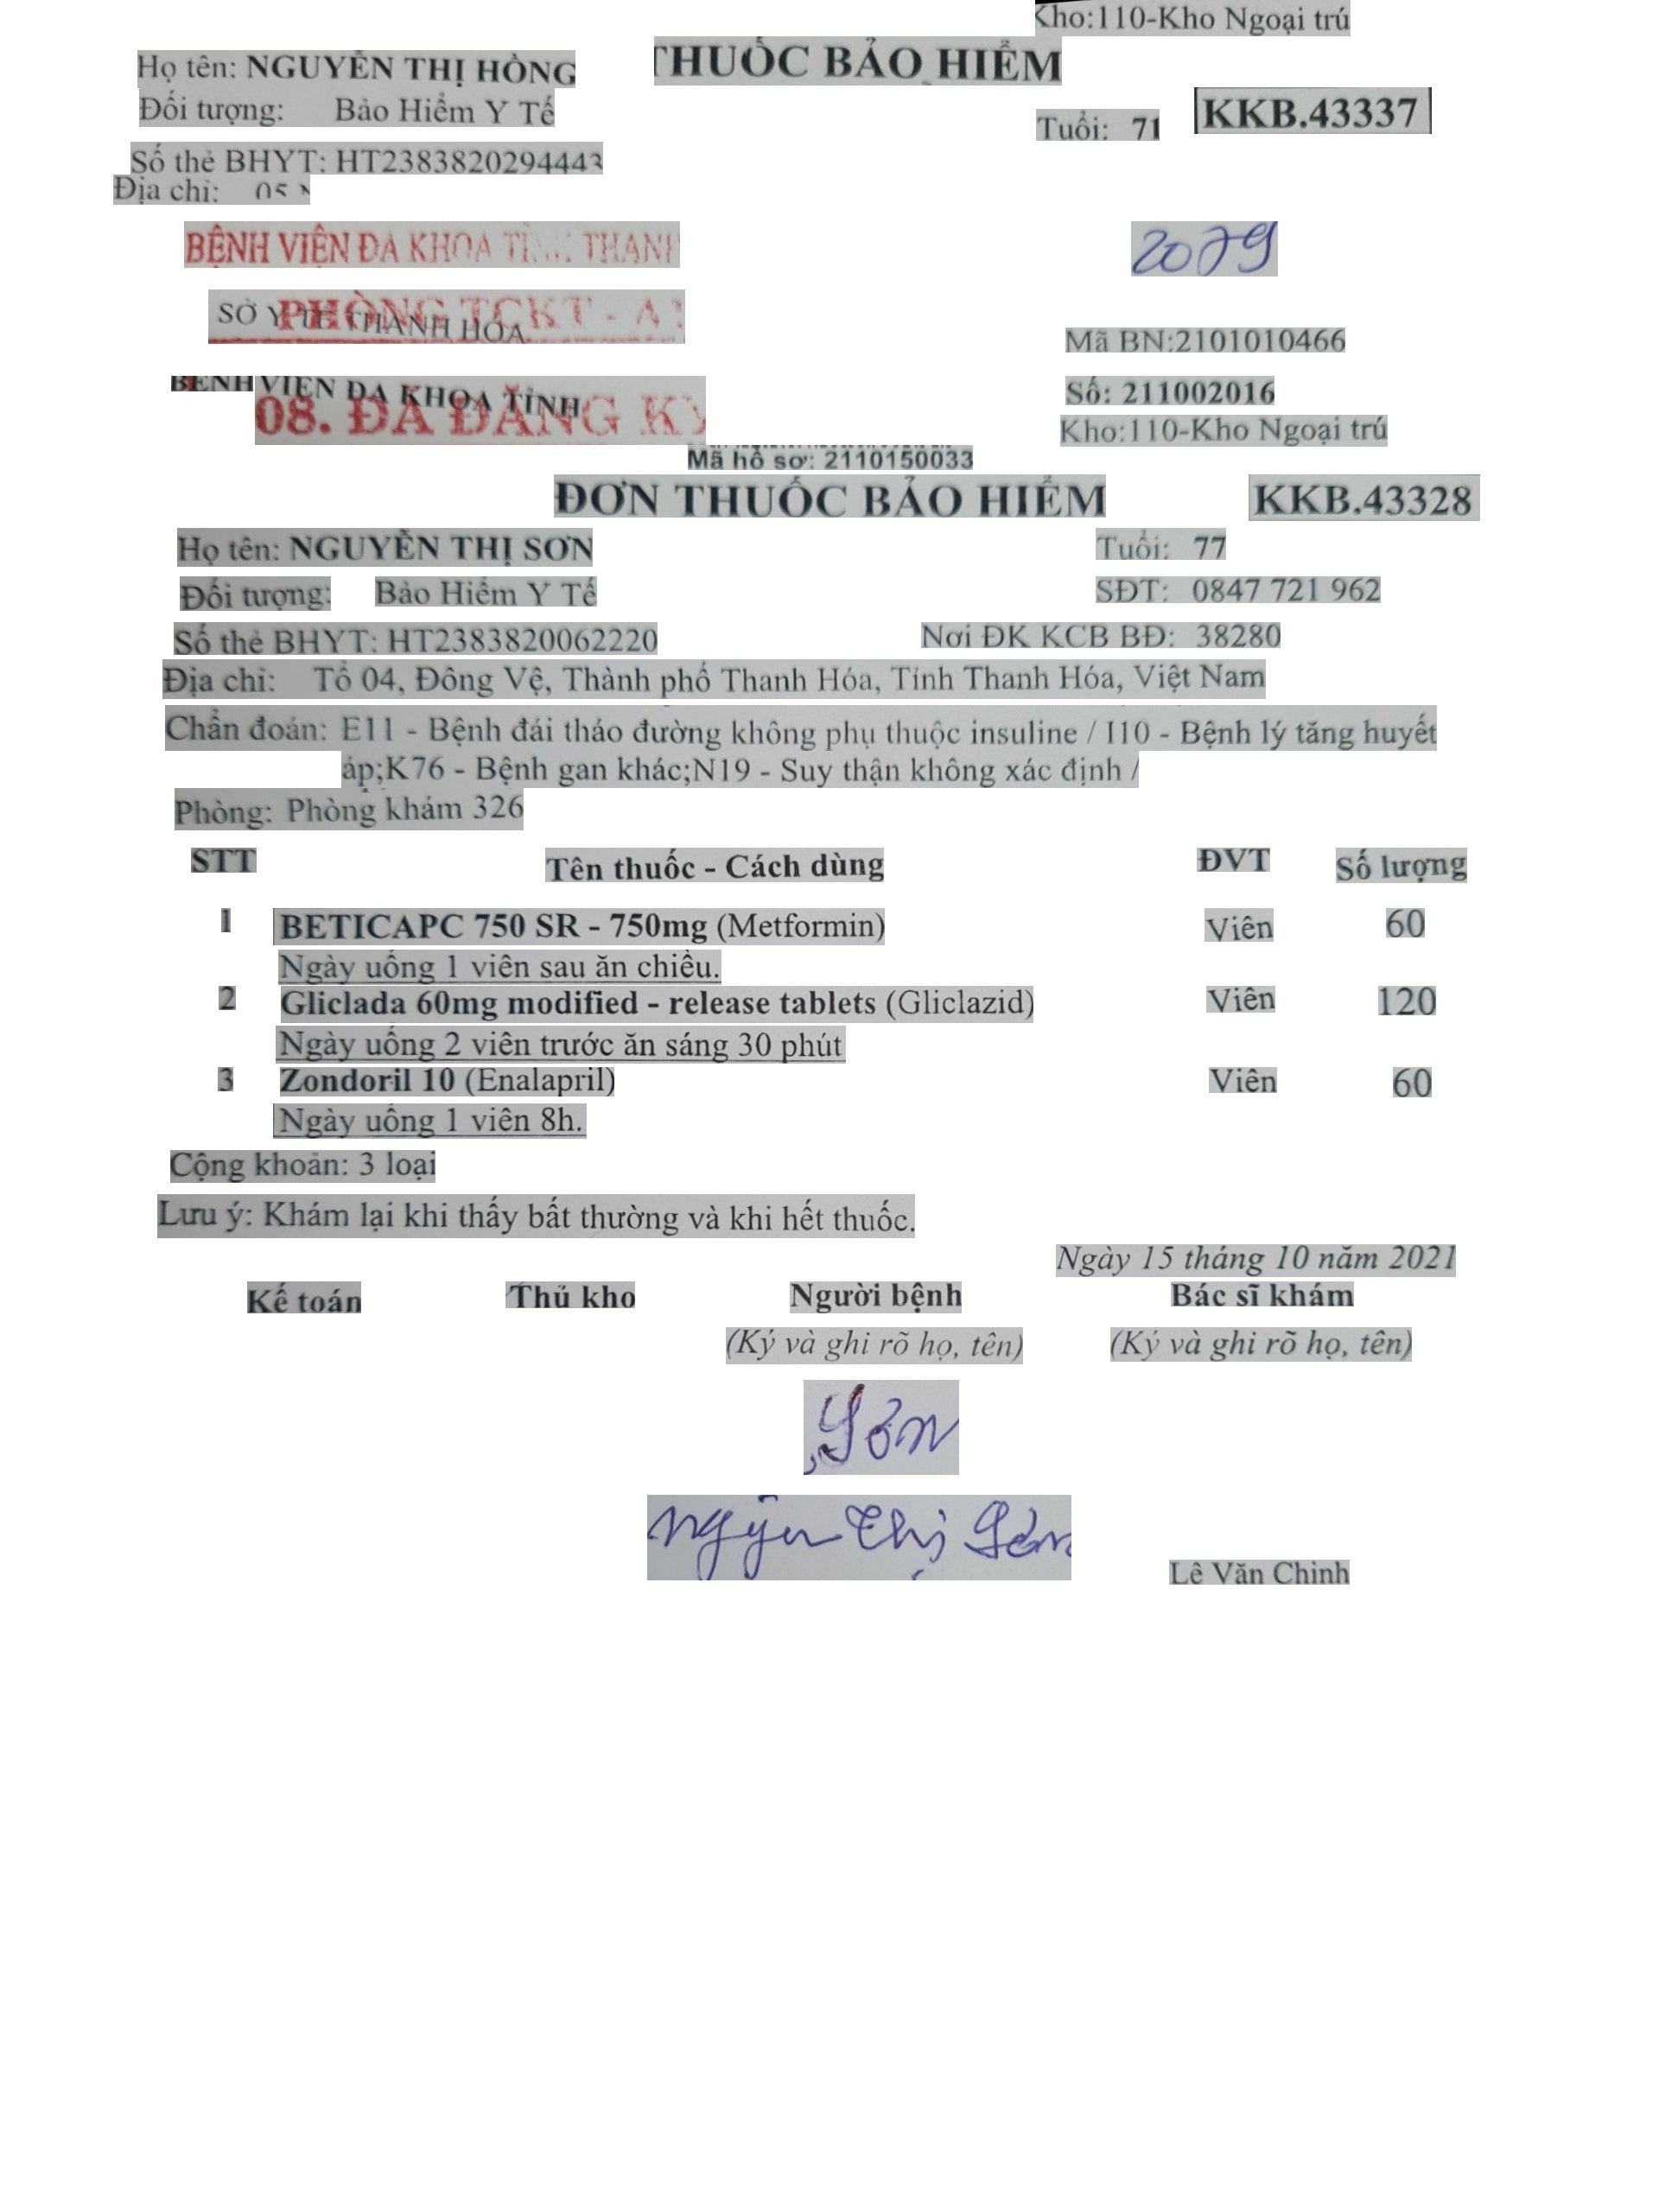 Kho:110-Kho Ngoại trú
THUỐC BẢO HIỂM
Họ tên: NGUYỄN THỊ HỒNG
Đối tượng: Bảo Hiểm Y Tế
Tuổi: 71 KKB.43337
Số thẻ BHYT: HT2383820294443
Địa chỉ: 05
BỆNH VIỆN ĐA KHOA TỈNH THANH
2079
PHÒNG TCKT - A
SỞ Y TẾ THANH HÓA
Mã BN:2101010466
BỆNH VIỆN ĐA KHOA TỈNH
Số: 211002016
08. ĐÃ ĐĂNG KÝ
Kho:110-Kho Ngoại trú
Mã hồ sơ: 2110150033
ĐƠN THUỐC BẢO HIỂM KKB.43328
Họ tên: NGUYỄN THỊ SƠN Tuổi: 77
Đối tượng: Bảo Hiểm Y Tế SĐT: 0847 721 962
Số thẻ BHYT: HT2383820062220 Nơi ĐK KCB BĐ: 38280
Địa chỉ: Tổ 04, Đông Vệ, Thành phố Thanh Hóa, Tỉnh Thanh Hóa, Việt Nam
Chẩn đoán: E11 - Bệnh đái tháo đường không phụ thuộc insuline / I10 - Bệnh lý tăng huyết
áp;K76 - Bệnh gan khác;N19 - Suy thận không xác định /
Phòng: Phòng khám 326
STT Tên thuốc - Cách dùng ĐVT Số lượng
1 BETICAPC 750 SR - 750mg (Metformin) Viên 60
Ngày uống 1 viên sau ăn chiều.
2 Gliclada 60mg modified - release tablets (Gliclazid) Viên 120
Ngày uống 2 viên trước ăn sáng 30 phút
3 Zondoril 10 (Enalapril) Viên 60
Ngày uống 1 viên 8h.
Cộng khoản: 3 loại
Lưu ý: Khám lại khi thấy bất thường và khi hết thuốc.
Ngày 15 tháng 10 năm 2021
Kế toán Thủ kho Người bệnh Bác sĩ khám
(Ký và ghi rõ họ, tên) (Ký và ghi rõ họ, tên)
Sơn
Nguyễn Thị Sơn
Lê Văn Chinh